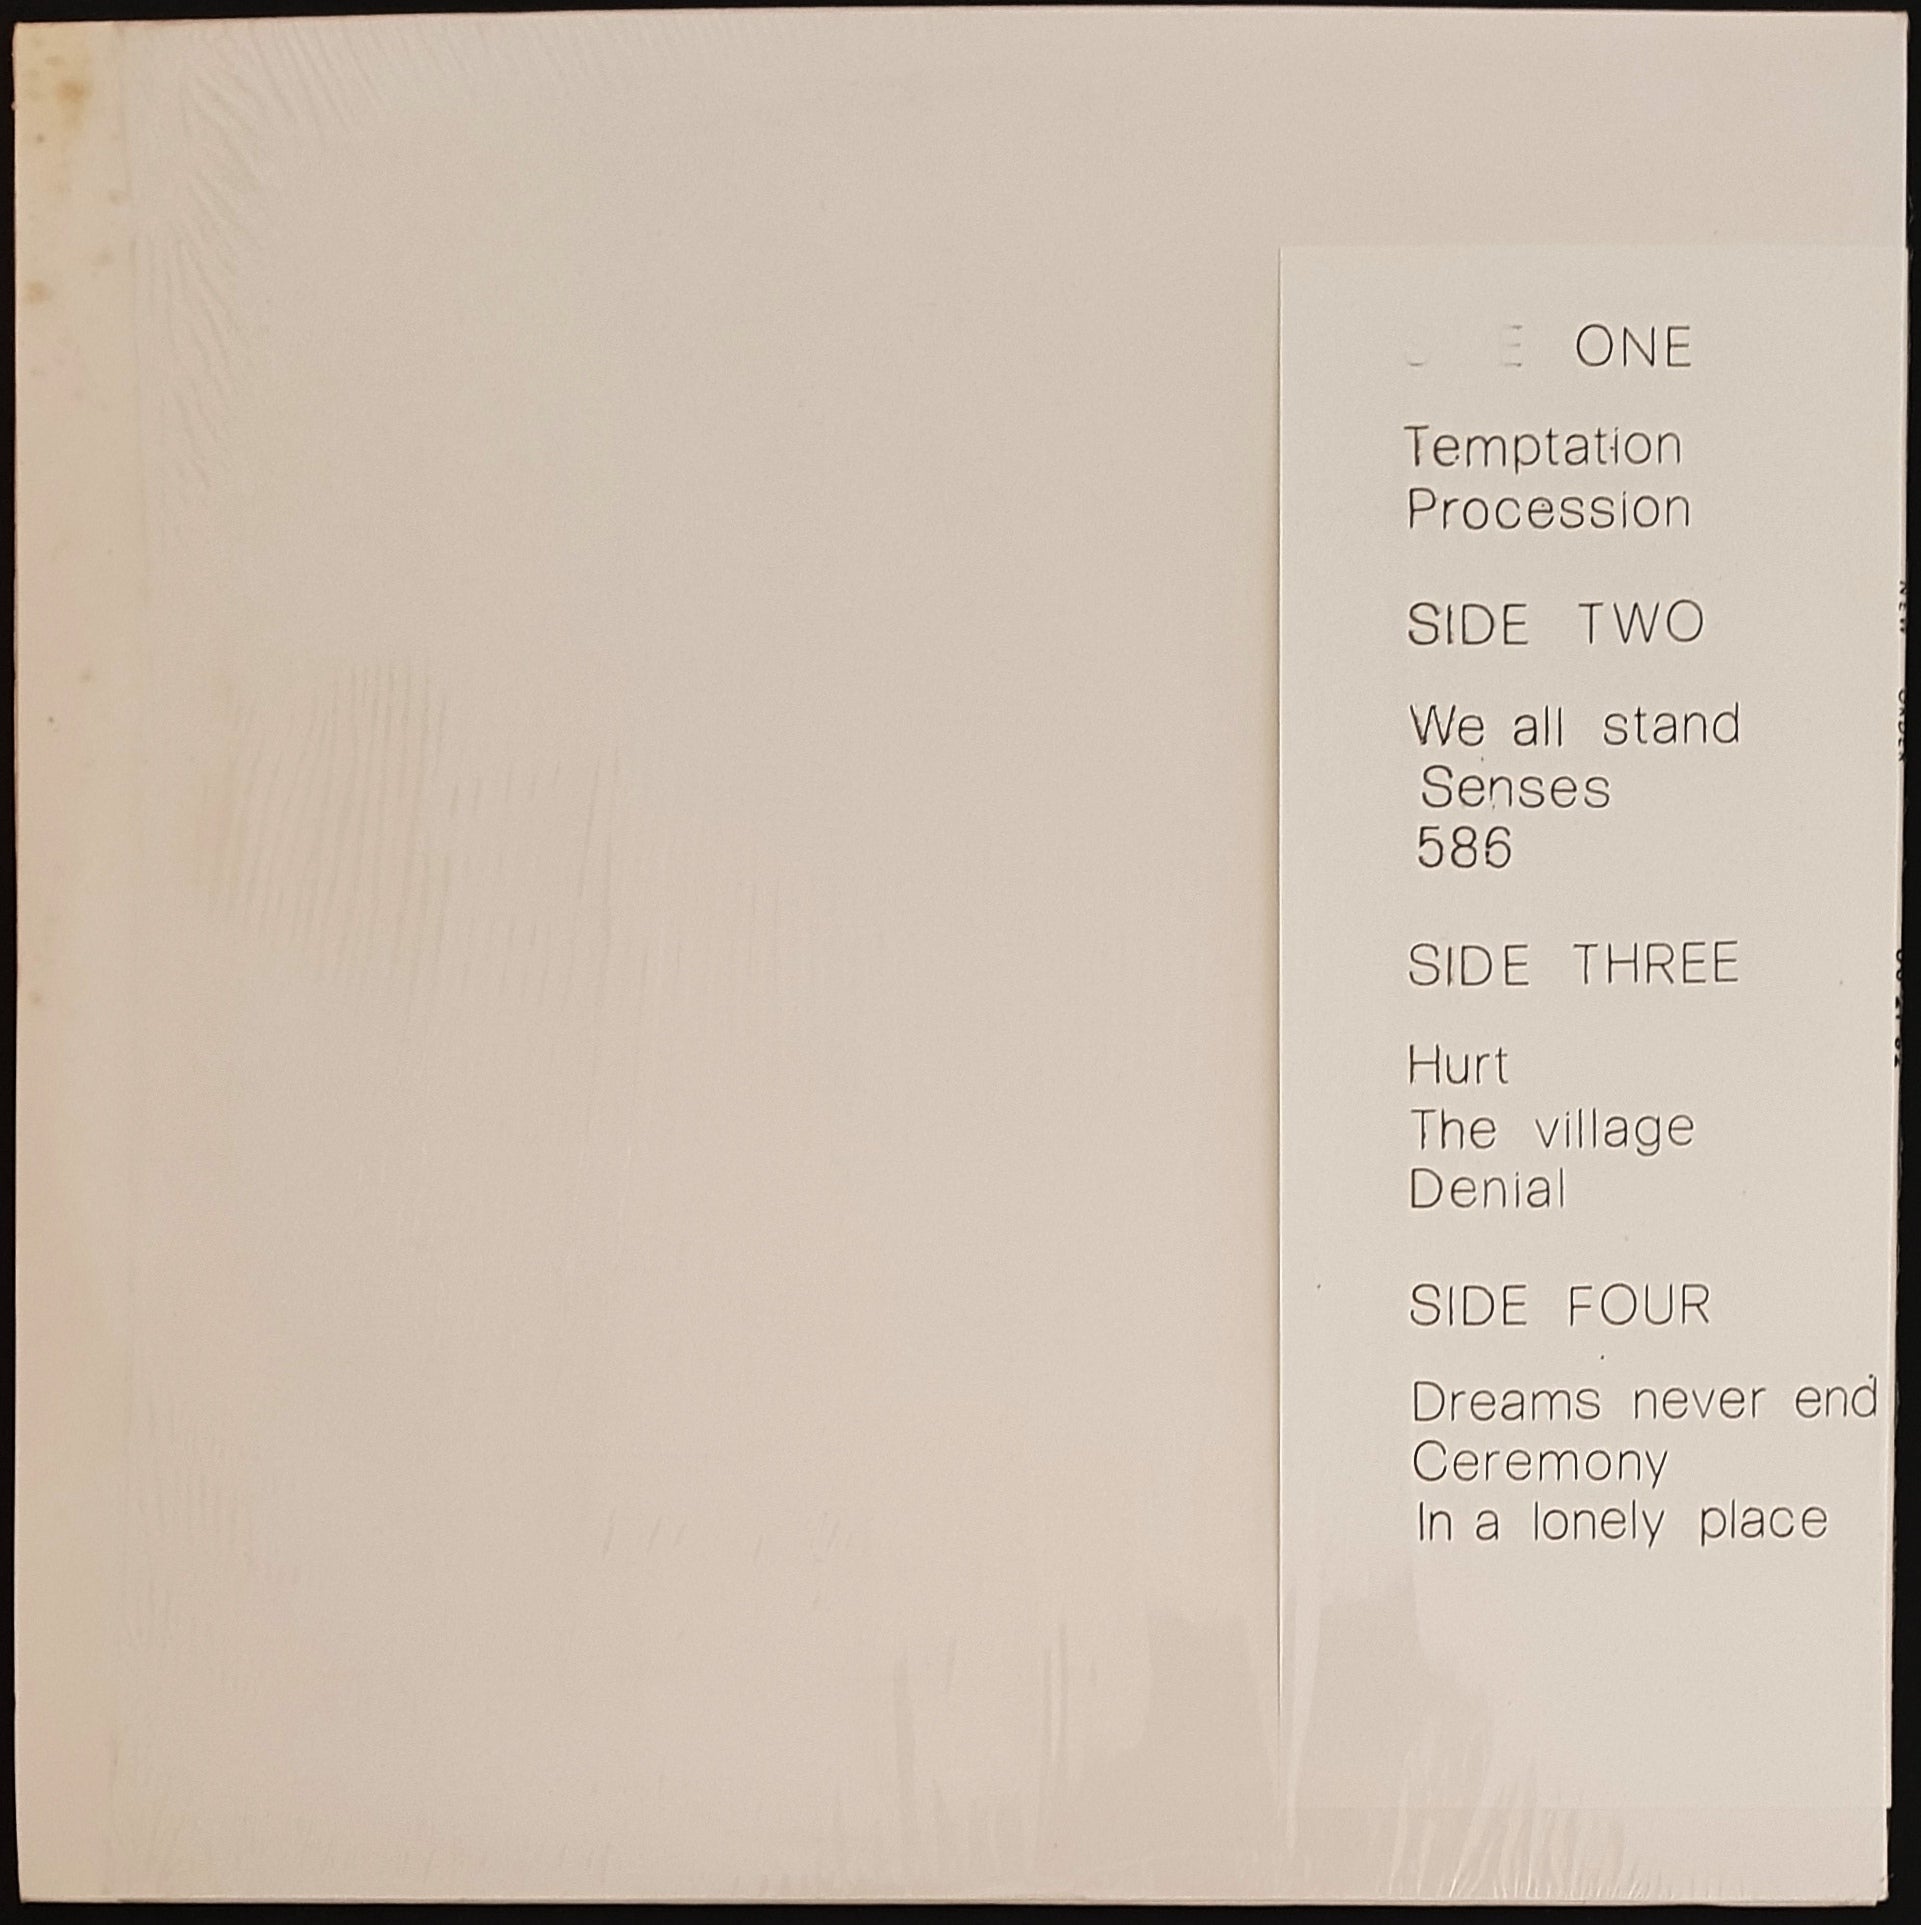 ONE
Temptation
Procession
SIDE TWO
We all stand
Senses
586
SIDE THREE
Hurt
The village
Denial
SIDE FOUR
Dreams never end
Ceremony
In a lonely place